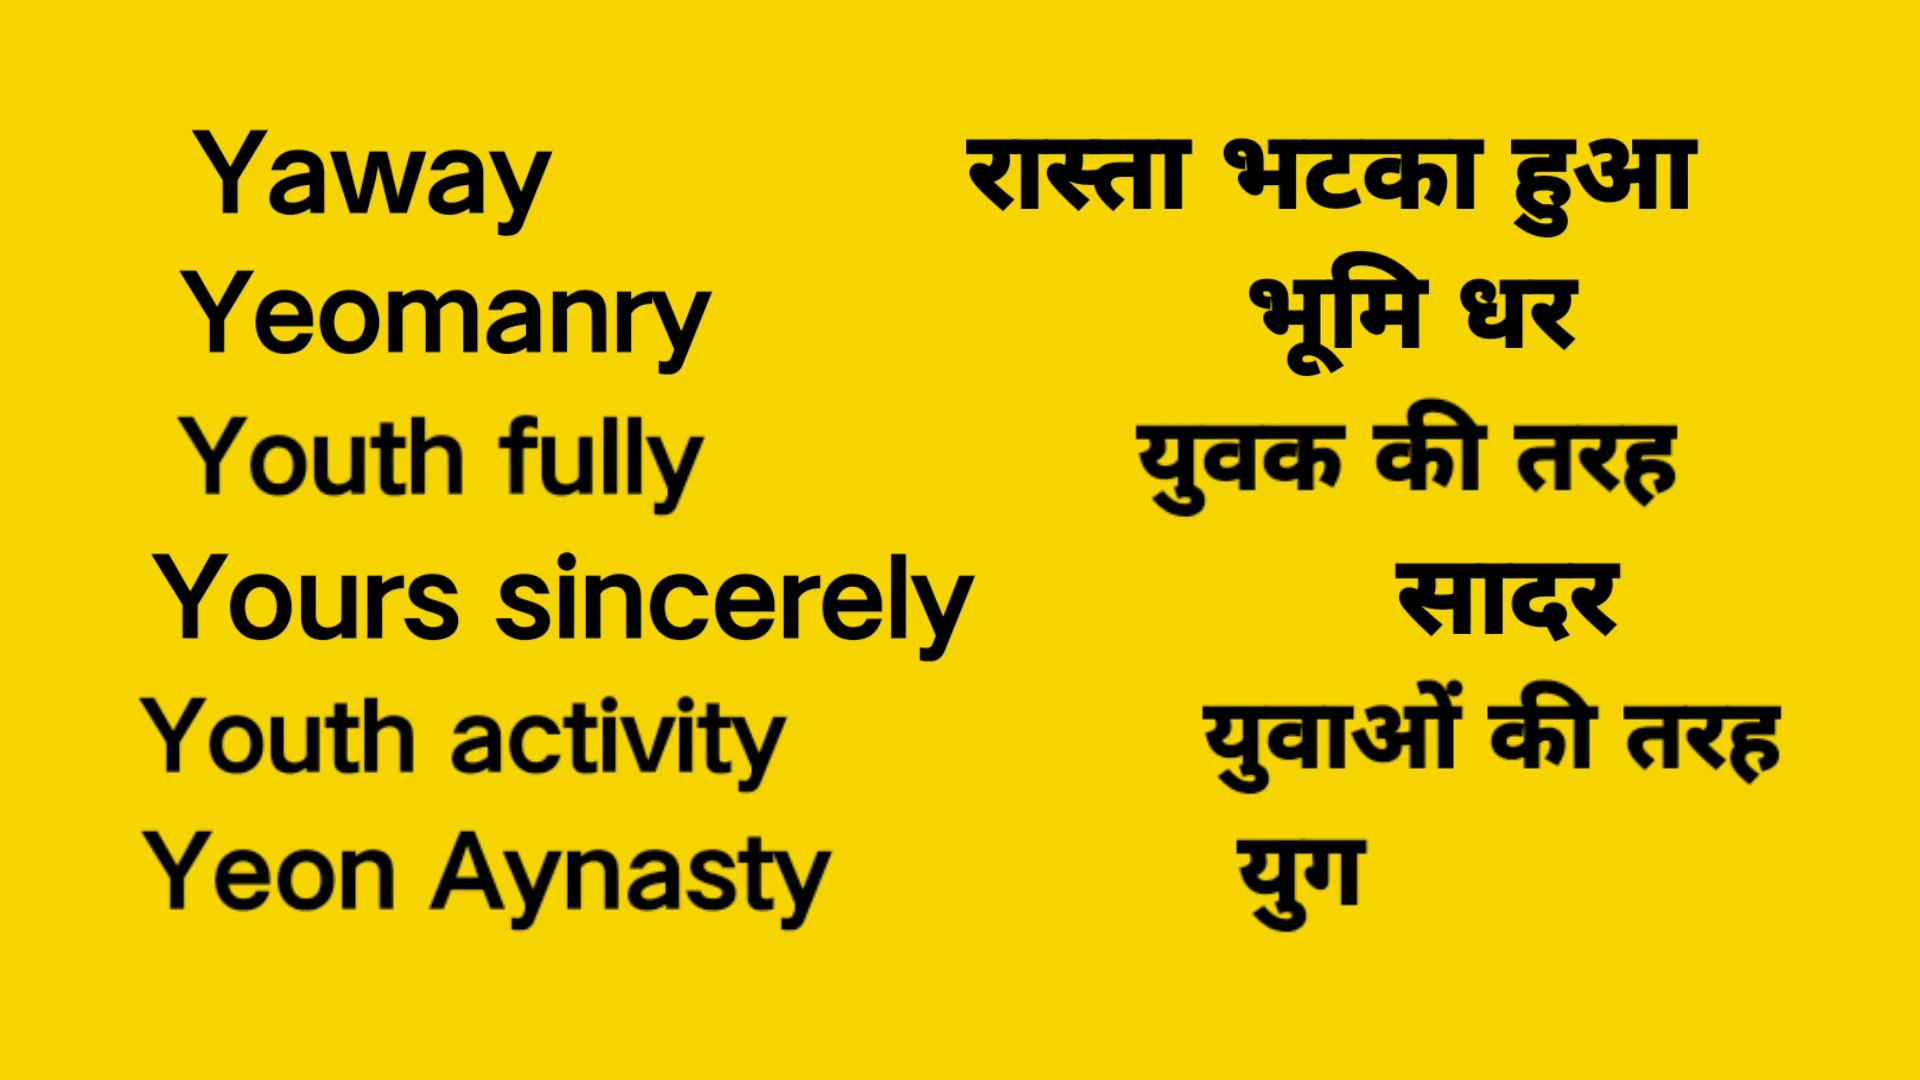 Yaway रास्ता भटका हुआ
Yeomanry भूमि धर
Youth fully युवक की तरह
Yours sincerely सादर
Youth activity युवाओं की तरह
Yeon Aynasty युग